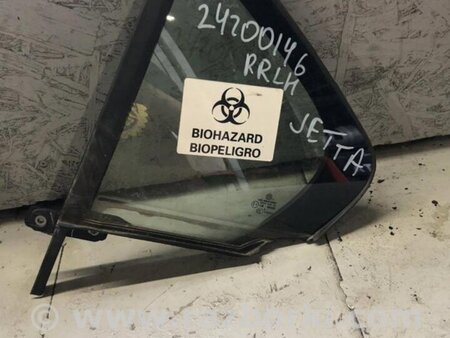 24200146
RRLH
JETTA
BIOHAZARD
BIOPELIGRO